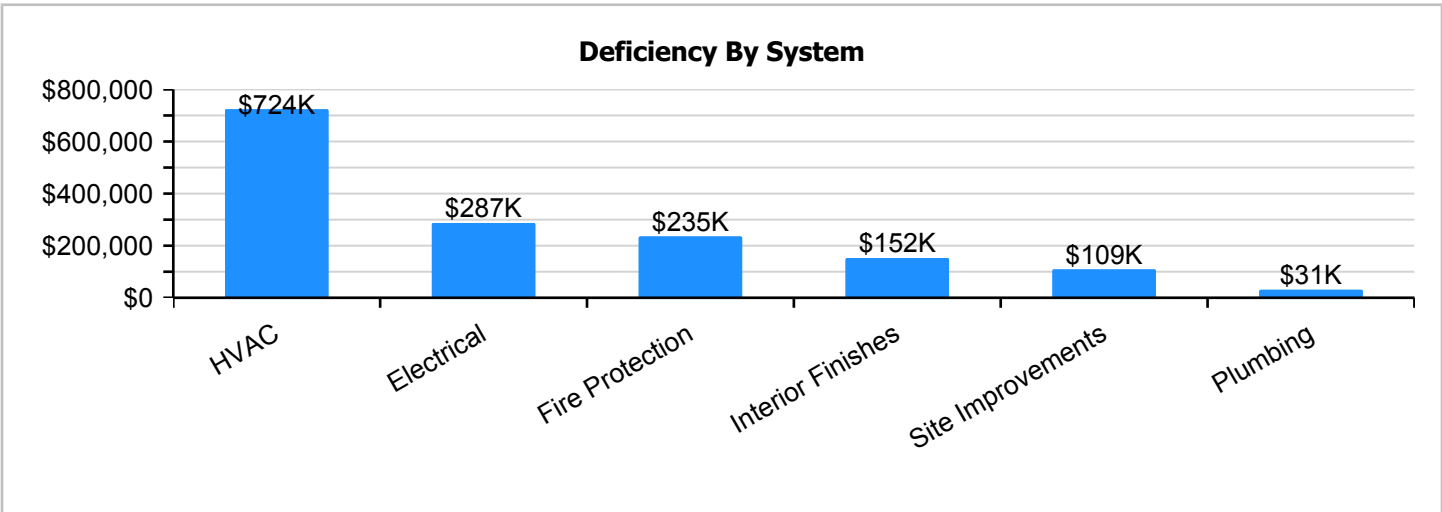 Deficiency By System
$800,000
$600,000
$400,000
$200,000
$0
$724K
$287K
$235K
$152K
$109K
$31K
HVAC
Electrical
Fire Protection
Interior Finishes
Site Improvements
Plumbing